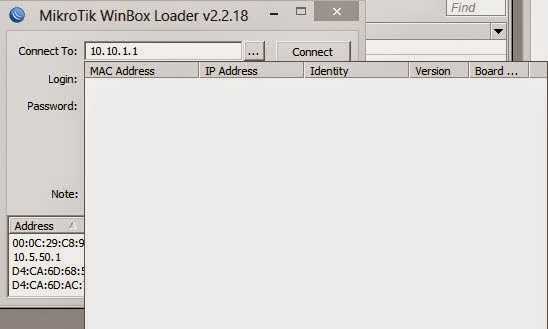 MikroTik WinBox Loader v2.2.18
Find
Connect To: 10.10.1.1 ... Connect
Login:
MAC Address IP Address Identity Version Board ...
Password:
Note:
Address
00:0C:29:C8:9
10.5.50.1
D4:CA:6D:68:5
D4:CA:6D:AC: